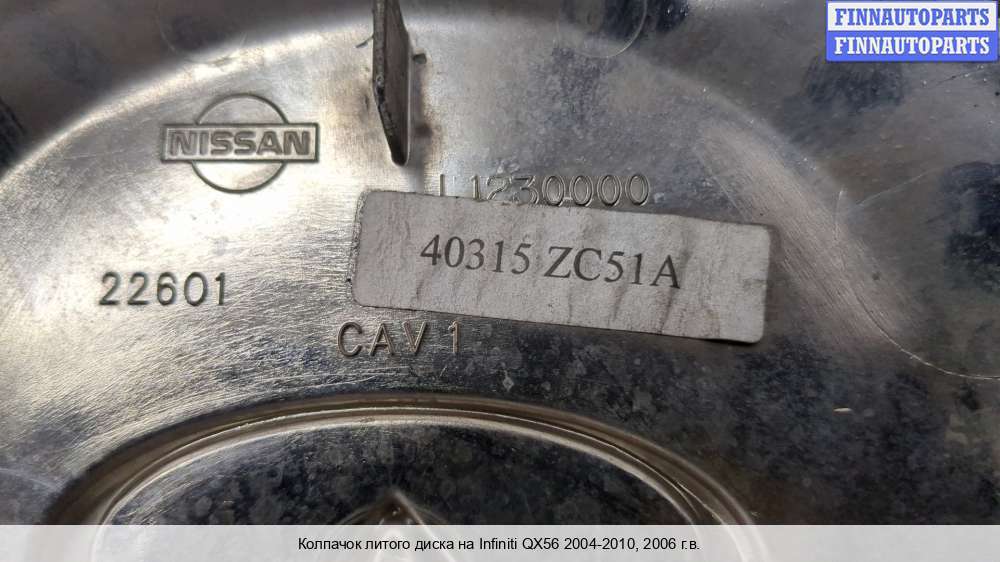 FINNAUTOPARTS
FINNAUTOPARTS
NISSAN
L1230000
40315 ZC51A
22601
CAV 1
Колпачок литого диска на Infiniti QX56 2004-2010, 2006 г.в.